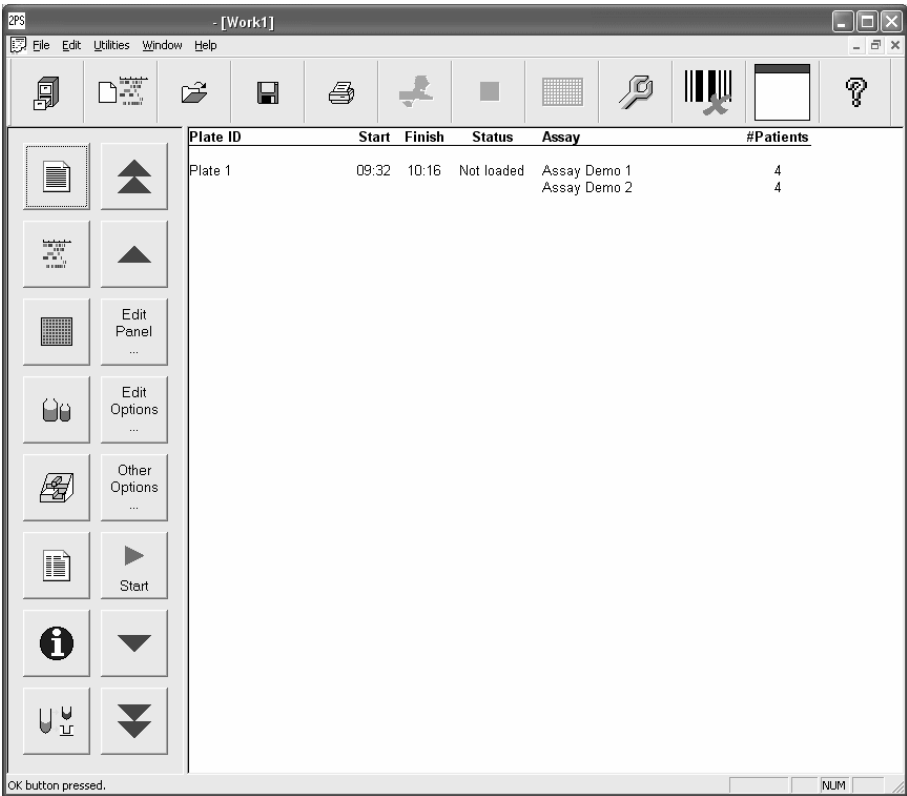 2PS - [Work1]
File Edit Utilities Window Help
Plate ID Start Finish Status Assay #Patients
Plate 1 09:32 10:16 Not loaded Assay Demo 1 4
Assay Demo 2 4
Edit
Panel
...
Edit
Options
...
Other
Options
...
Start
OK button pressed.
NUM